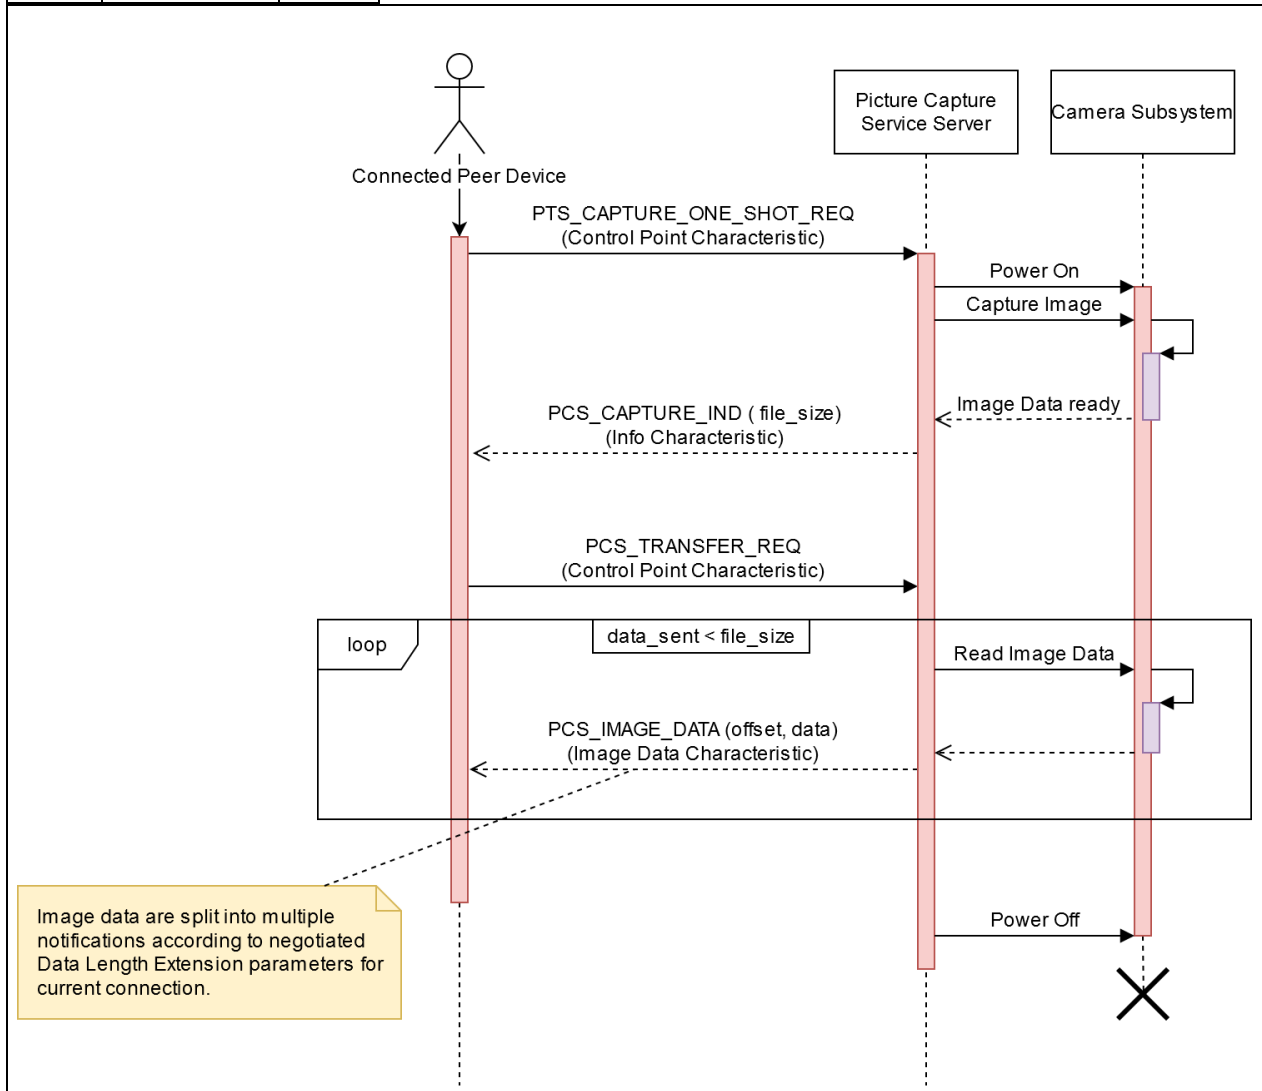 Picture Capture
Service Server
Camera Subsystem
Connected Peer Device
PTS_CAPTURE_ONE_SHOT_REQ
(Control Point Characteristic)
Power On
Capture Image
Image Data ready
PCS_CAPTURE_IND ( file_size)
(Info Characteristic)
PCS_TRANSFER_REQ
(Control Point Characteristic)
loop
data_sent < file_size
Read Image Data
PCS_IMAGE_DATA (offset, data)
(Image Data Characteristic)
Image data are split into multiple
notifications according to negotiated
Data Length Extension parameters for
current connection.
Power Off